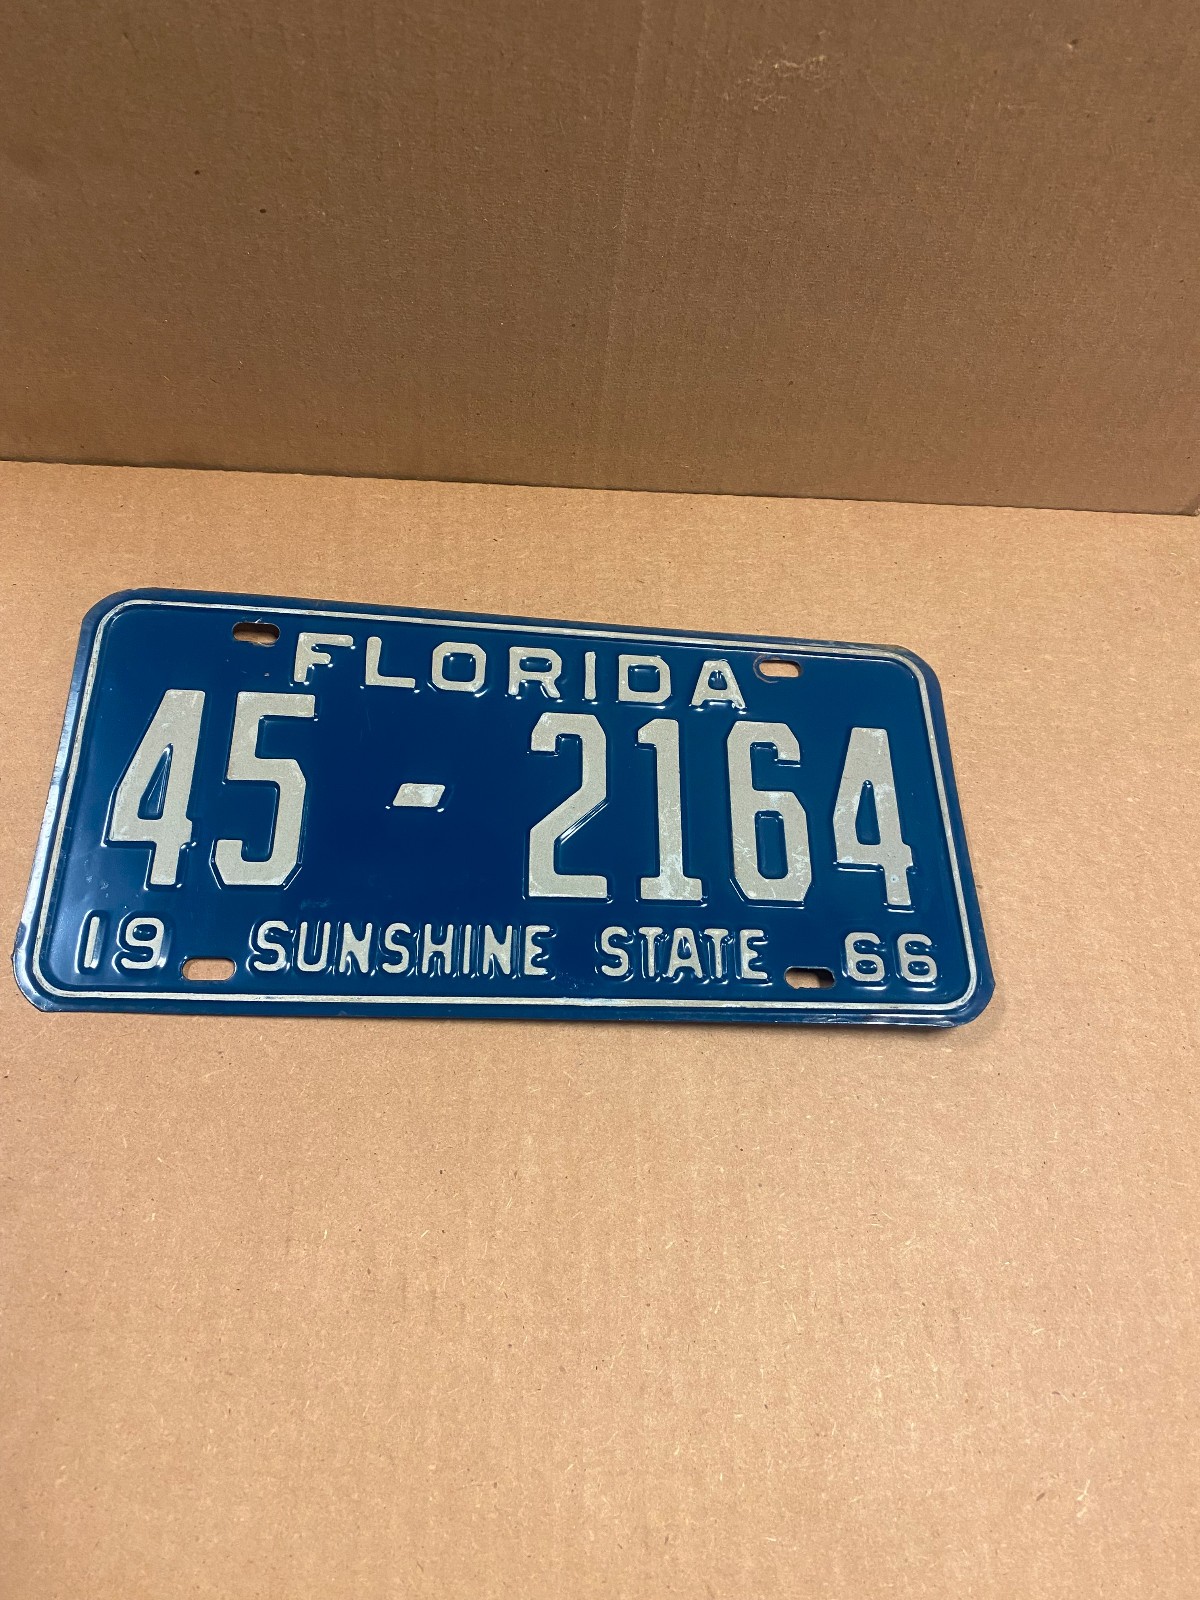 FLORIDA
45-2164
19 SUNSHINE STATE 66